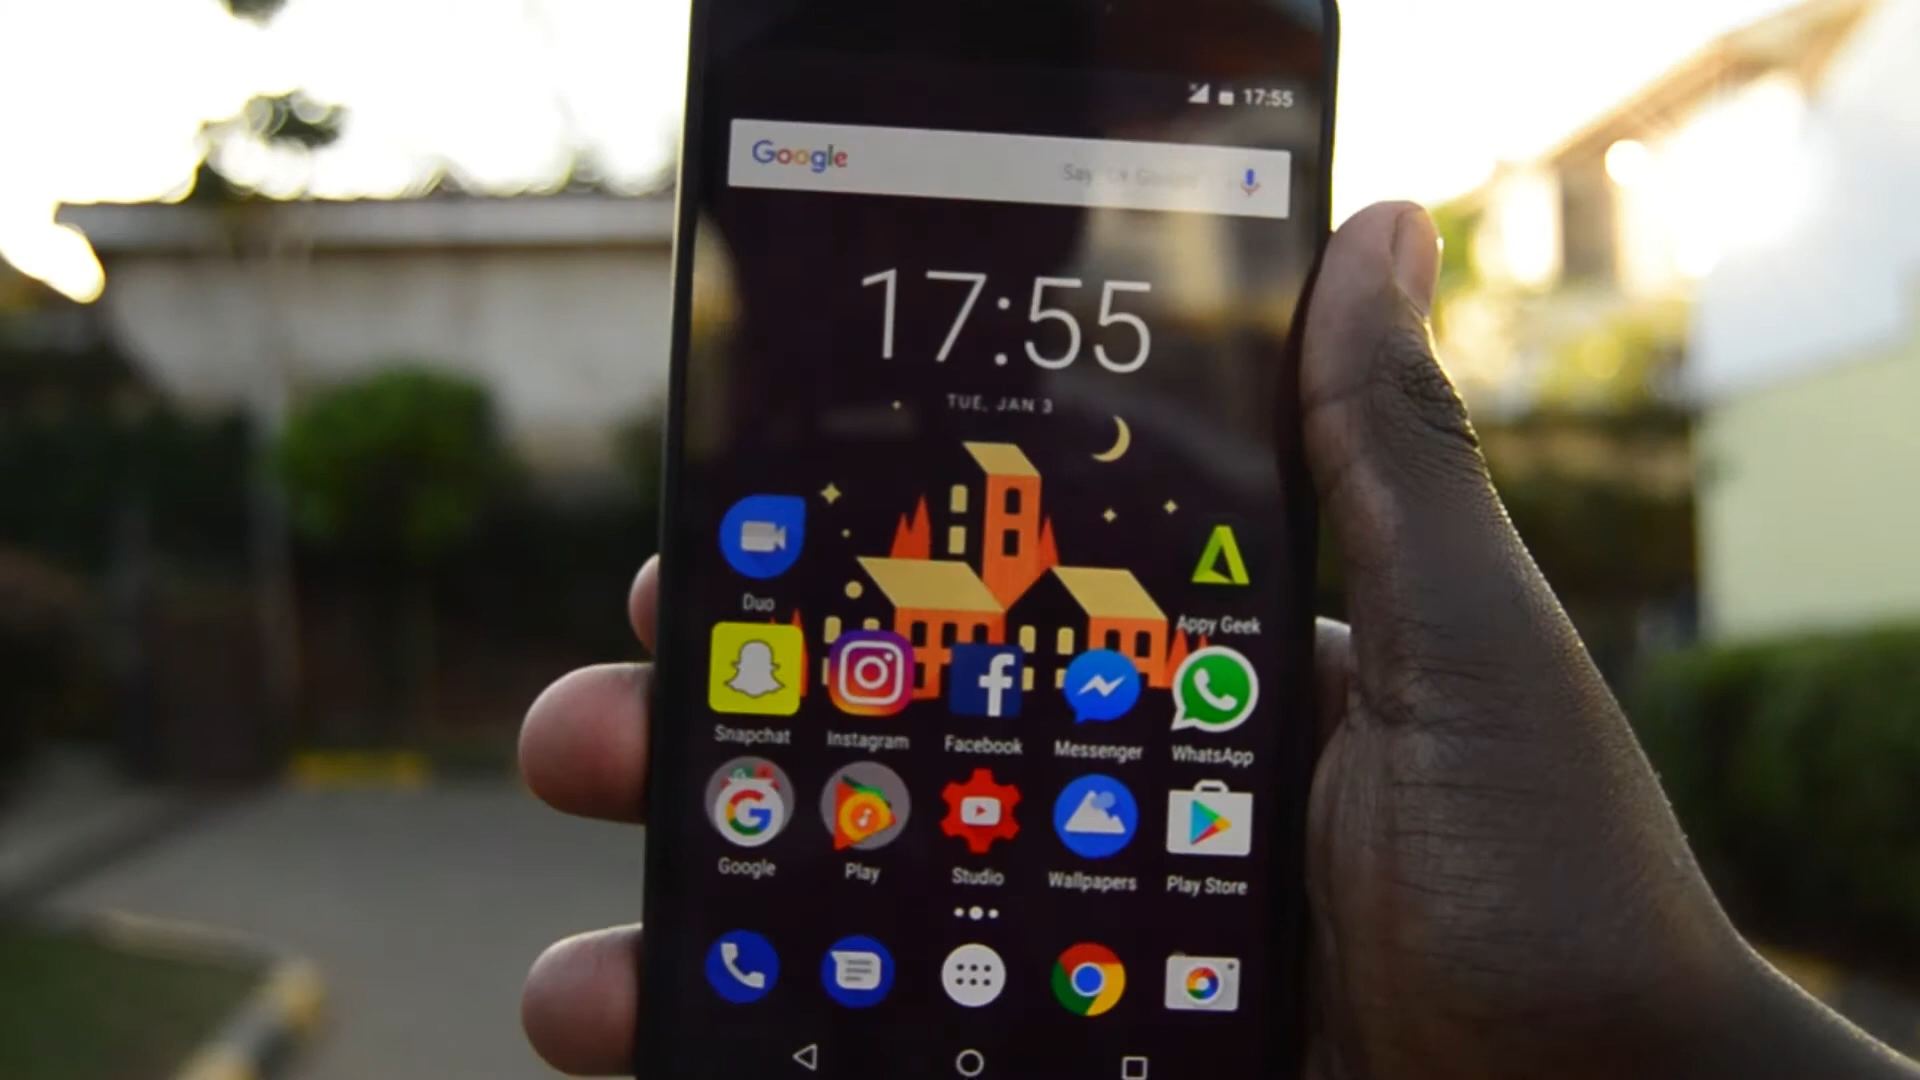 17:55
Google
Say
17:55
TUE, JAN 3
Duo
Appy Geek
Snapchat
Instagram
Facebook
Messenger
WhatsApp
Google
Play
Studio
Wallpapers
Play Store